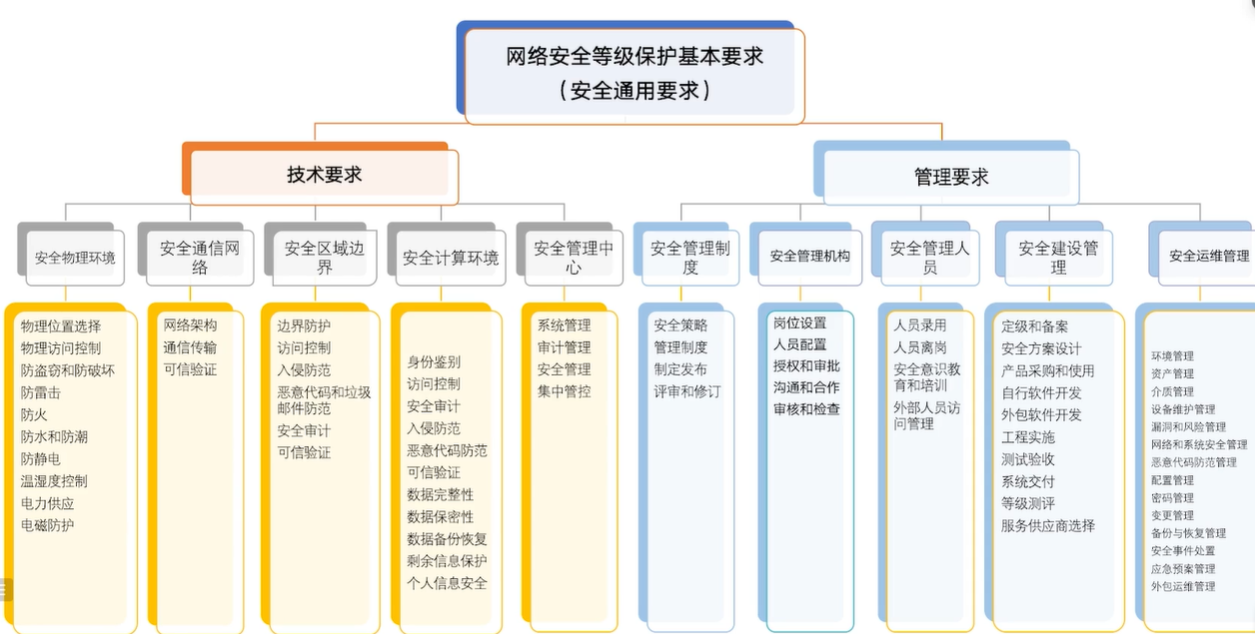 网络安全等级保护基本要求
（安全通用要求）
技术要求
管理要求
安全物理环境
安全通信网
络
安全区域边
界
安全计算环境
安全管理中
心
安全管理制
度
安全管理机构
安全管理人
员
安全建设管
理
安全运维管理
物理位置选择
物理访问控制
防盗窃和防破坏
防雷击
防火
防水和防潮
防静电
温湿度控制
电力供应
电磁防护
网络架构
通信传输
可信验证
边界防护
访问控制
入侵防范
恶意代码和垃圾
邮件防范
安全审计
可信验证
身份鉴别
访问控制
安全审计
入侵防范
恶意代码防范
可信验证
数据完整性
数据保密性
数据备份恢复
剩余信息保护
个人信息安全
系统管理
审计管理
安全管理
集中管控
安全策略
管理制度
制定发布
评审和修订
岗位设置
人员配置
授权和审批
沟通和合作
审核和检查
人员录用
人员离岗
安全意识教
育和培训
外部人员访
问管理
定级和备案
安全方案设计
产品采购和使用
自行软件开发
外包软件开发
工程实施
测试验收
系统交付
等级测评
服务供应商选择
环境管理
资产管理
介质管理
设备维护管理
漏洞和风险管理
网络和系统安全管理
恶意代码防范管理
配置管理
密码管理
变更管理
备份与恢复管理
安全事件处置
应急预案管理
外包运维管理